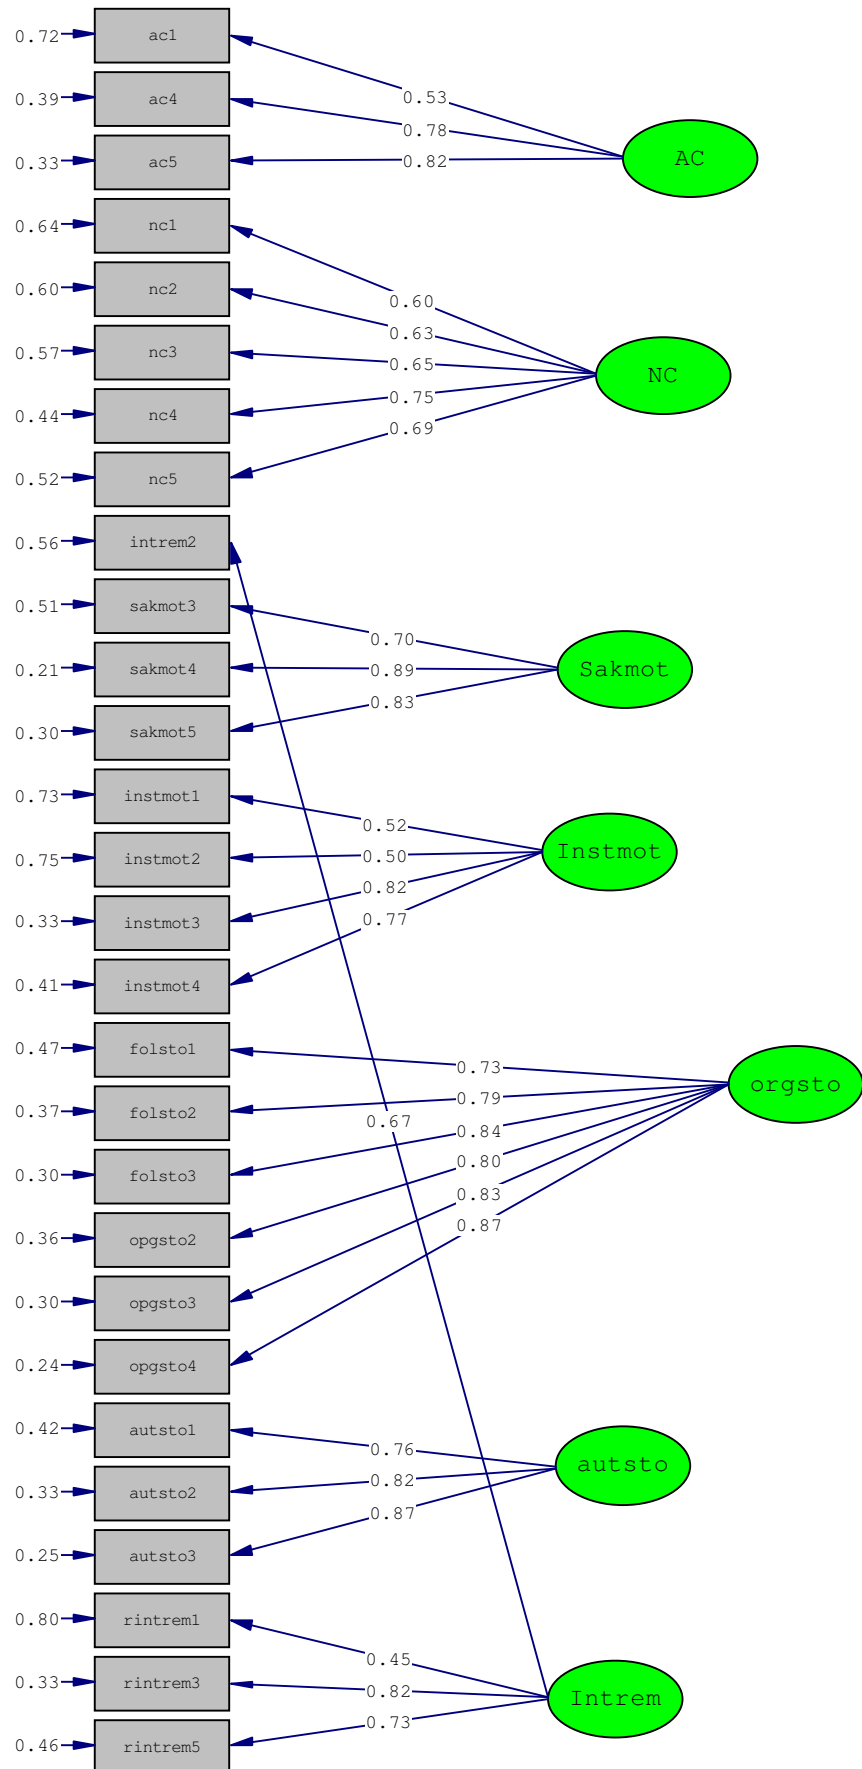 0.72 ac1
0.53
0.39 ac4
0.78
AC
0.33 ac5
0.82
0.64 nc1
0.60 nc2
0.60
0.63
0.57 nc3
0.65
NC
0.44 nc4
0.75
0.69
0.52 nc5
0.56 intrem2
0.51 sakmot3
0.70
0.21 sakmot4
0.89
Sakmot
0.30 sakmot5
0.83
0.73 instmot1
0.52
0.75 instmot2
0.50
Instmot
0.33 instmot3
0.82
0.77
0.41 instmot4
0.47 folsto1
0.73
orgsto
0.37 folsto2
0.79
0.67
0.84
0.30 folsto3
0.80
0.83
0.36 opgsto2
0.87
0.30 opgsto3
0.24 opgsto4
0.42 autsto1
0.76
autsto
0.33 autsto2
0.82
0.87
0.25 autsto3
0.80 rintrem1
0.45
0.33 rintrem3
0.82
Intrem
0.73
0.46 rintrem5